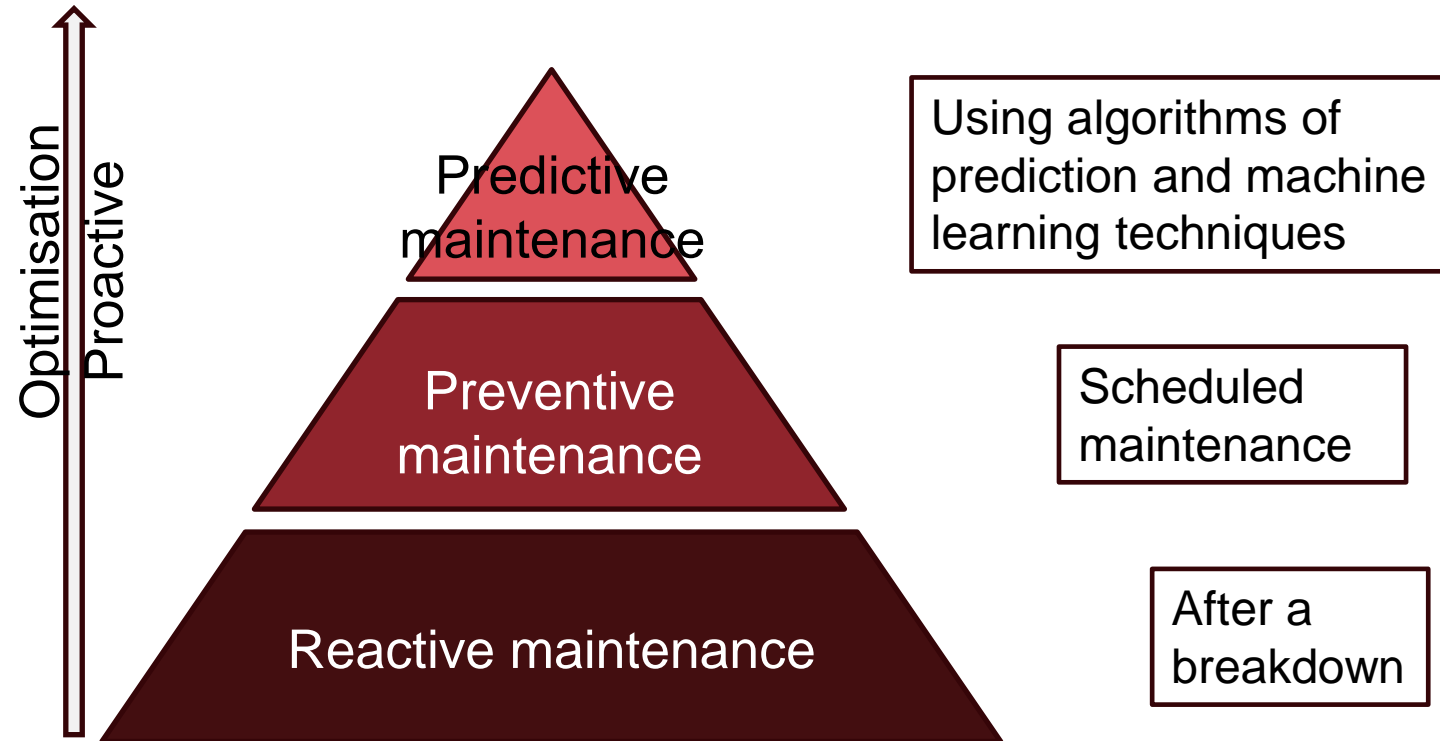 Optimisation
Proactive
Predictive
maintenance
Using algorithms of
prediction and machine
learning techniques
Preventive
maintenance
Scheduled
maintenance
Reactive maintenance
After a
breakdown